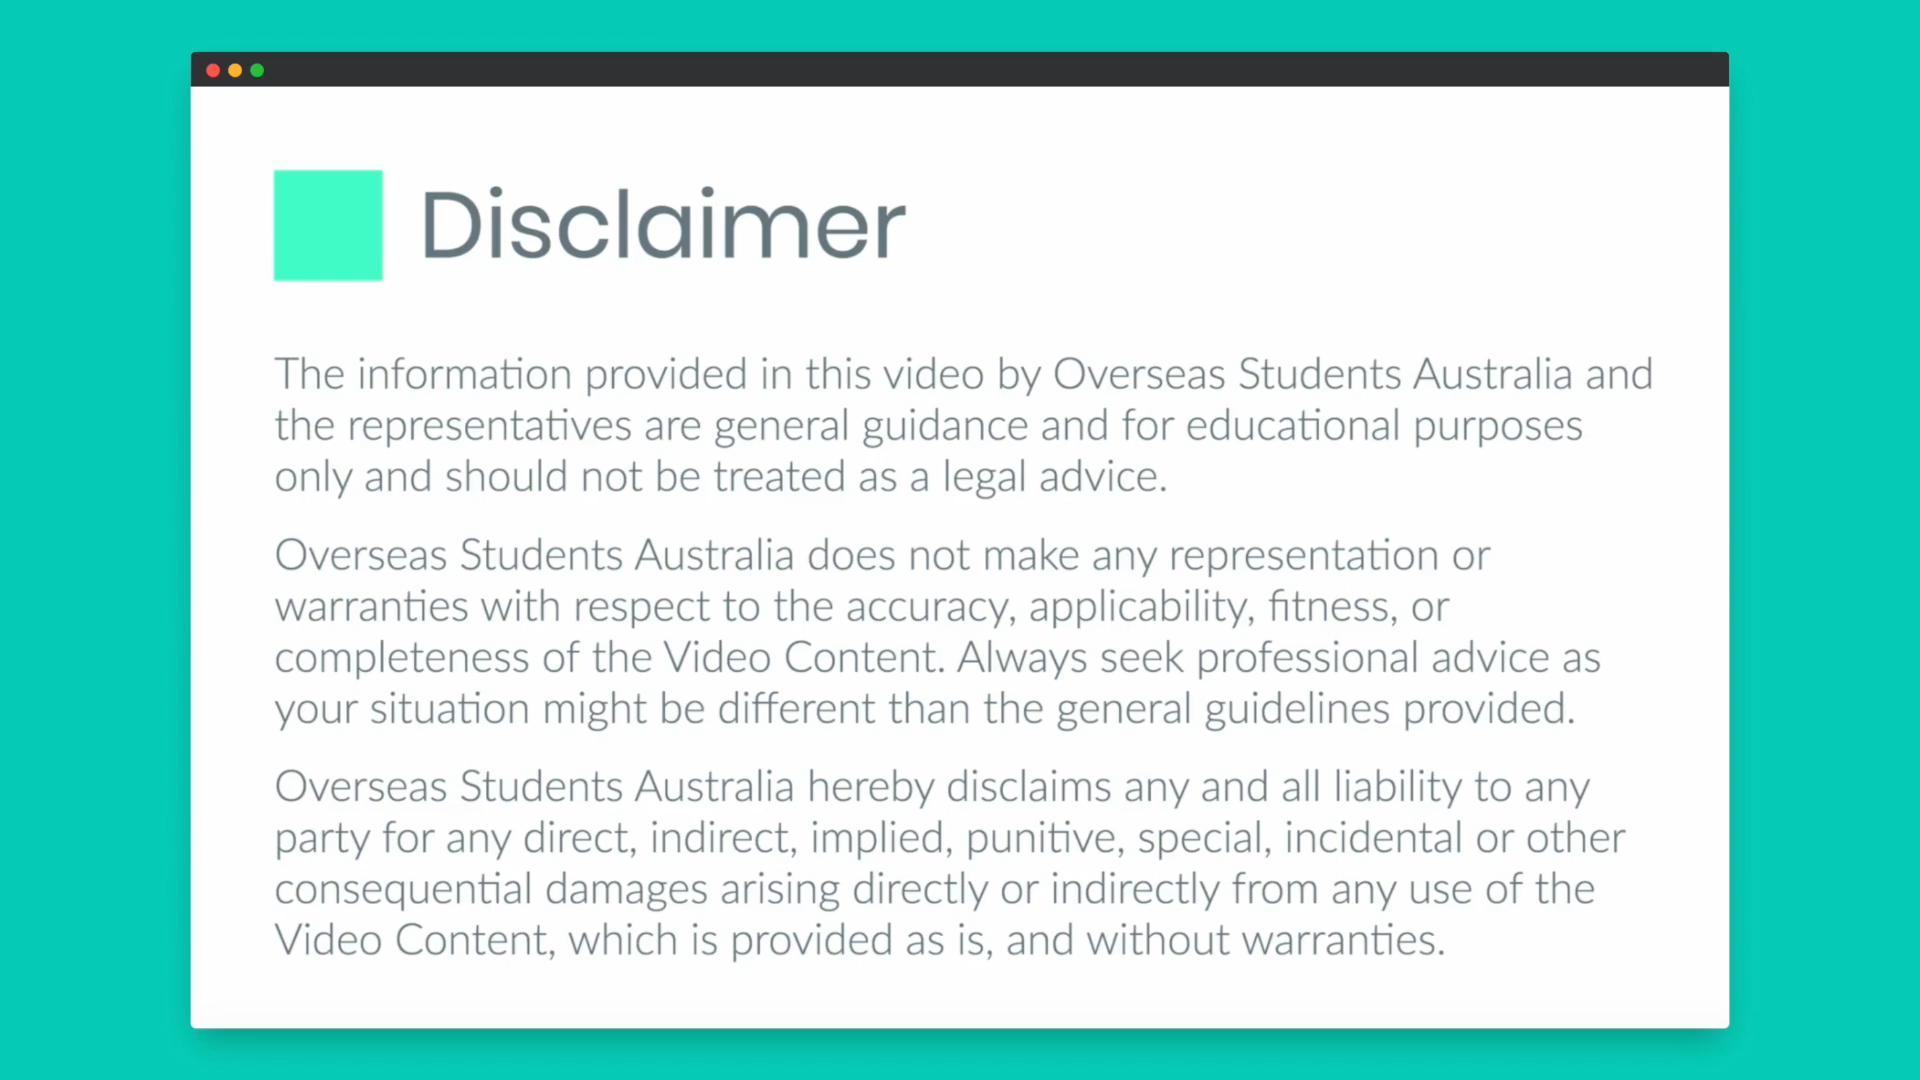 Disclaimer
The information provided in this video by Overseas Students Australia and
the representatives are general guidance and for educational purposes
only and should not be treated as a legal advice.
Overseas Students Australia does not make any representation or
warranties with respect to the accuracy, applicability, fitness, or
completeness of the Video Content. Always seek professional advice as
your situation might be different than the general guidelines provided.
Overseas Students Australia hereby disclaims any and all liability to any
party for any direct, indirect, implied, punitive, special, incidental or other
consequential damages arising directly or indirectly from any use of the
Video Content, which is provided as is, and without warranties.